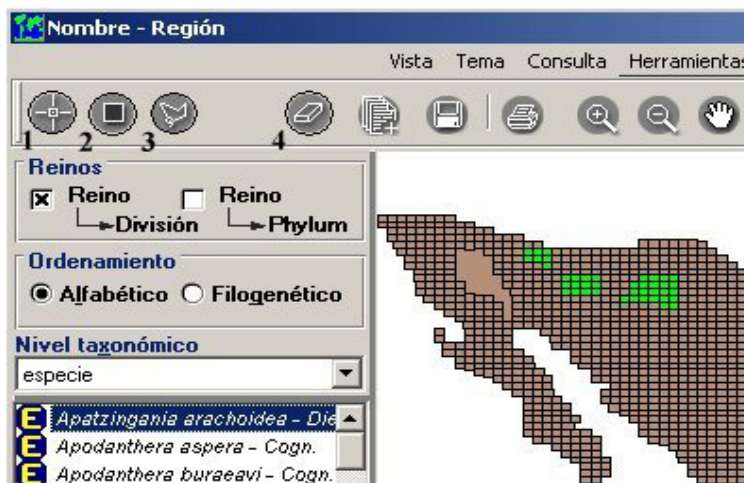 Nombre - Región
Vista Tema Consulta Herramientas
1 2 3 4
Reinos
Reino Reino
División Phylum
Ordenamiento
Alfabético Filogenético
Nivel taxonómico
especie
E Apatzingania arachoidea - Die
E Apodanthera aspera - Cogn.
E Apodanthera buraeavi - Cogn.